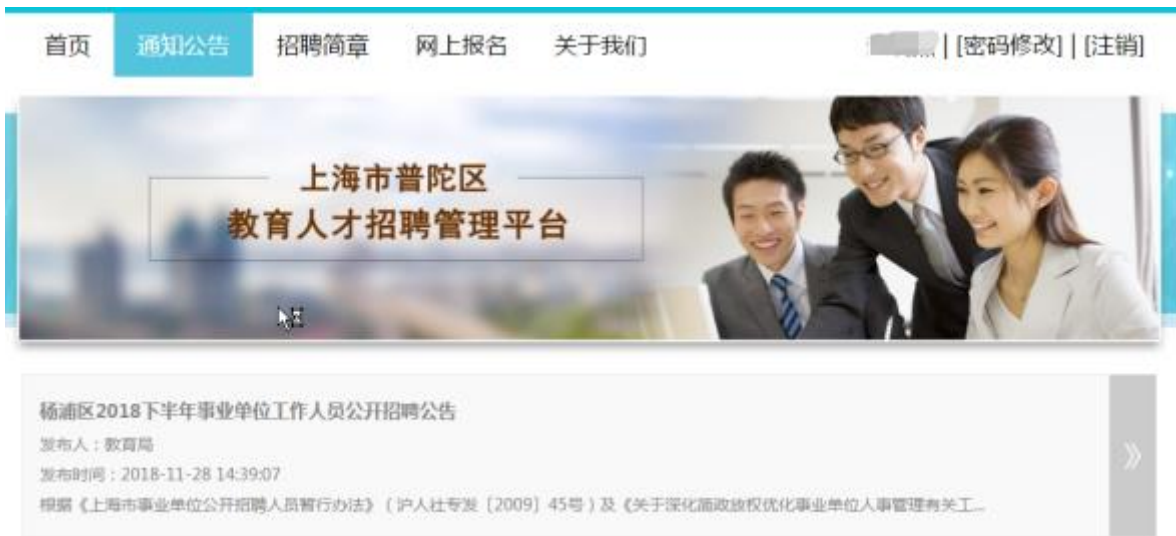 首页 通知公告 招聘简章 网上报名 关于我们 | [密码修改] | [注销]
上海市普陀区
教育人才招聘管理平台
杨浦区2018下半年事业单位工作人员公开招聘公告
发布人：教育局
发布时间：2018-11-28 14:39:07
根据《上海市事业单位公开招聘人员暂行办法》（沪人社专发〔2009〕45号）及《关于深化简政放权优化事业单位人事管理有关工...